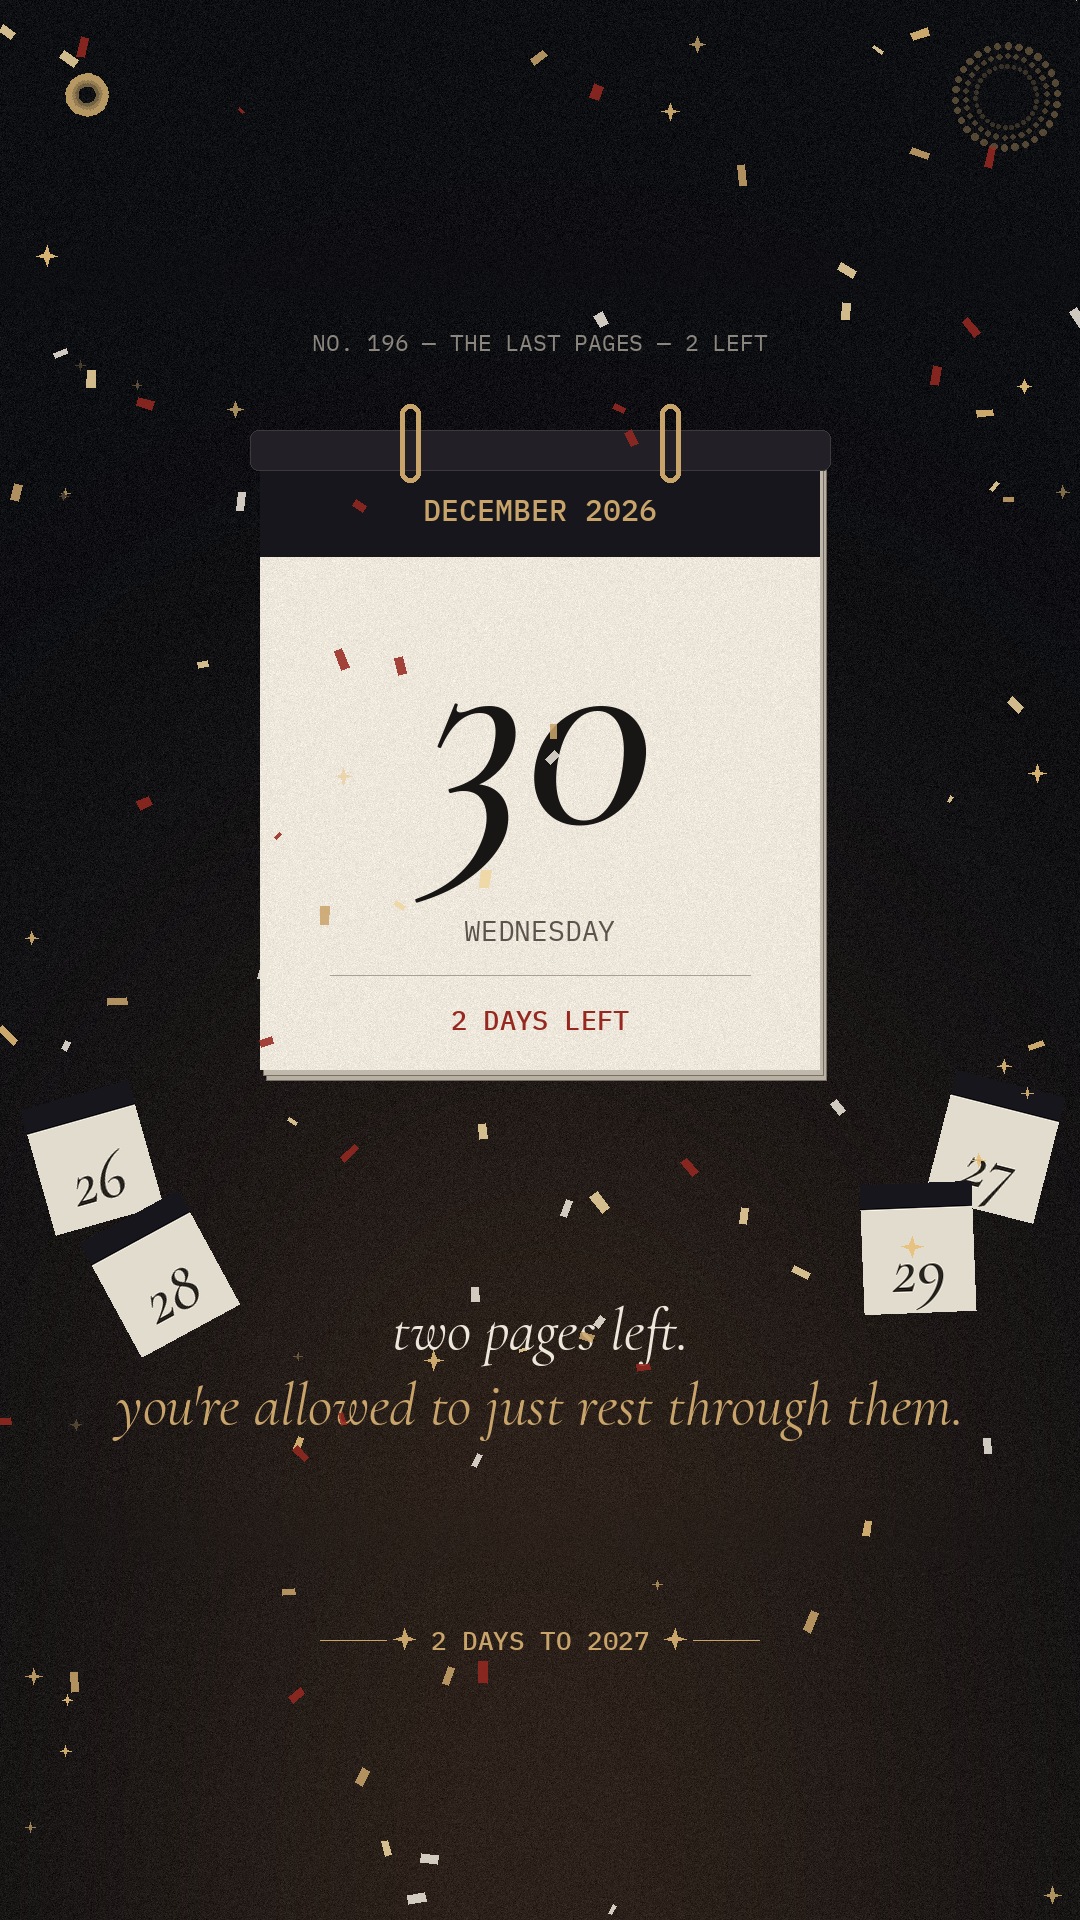 NO. 196 — THE LAST PAGES — 2 LEFT
DECEMBER 2026
30
WEDNESDAY
2 DAYS LEFT
26
27
28
29
two pages left.
you're allowed to just rest through them.
2 DAYS TO 2027